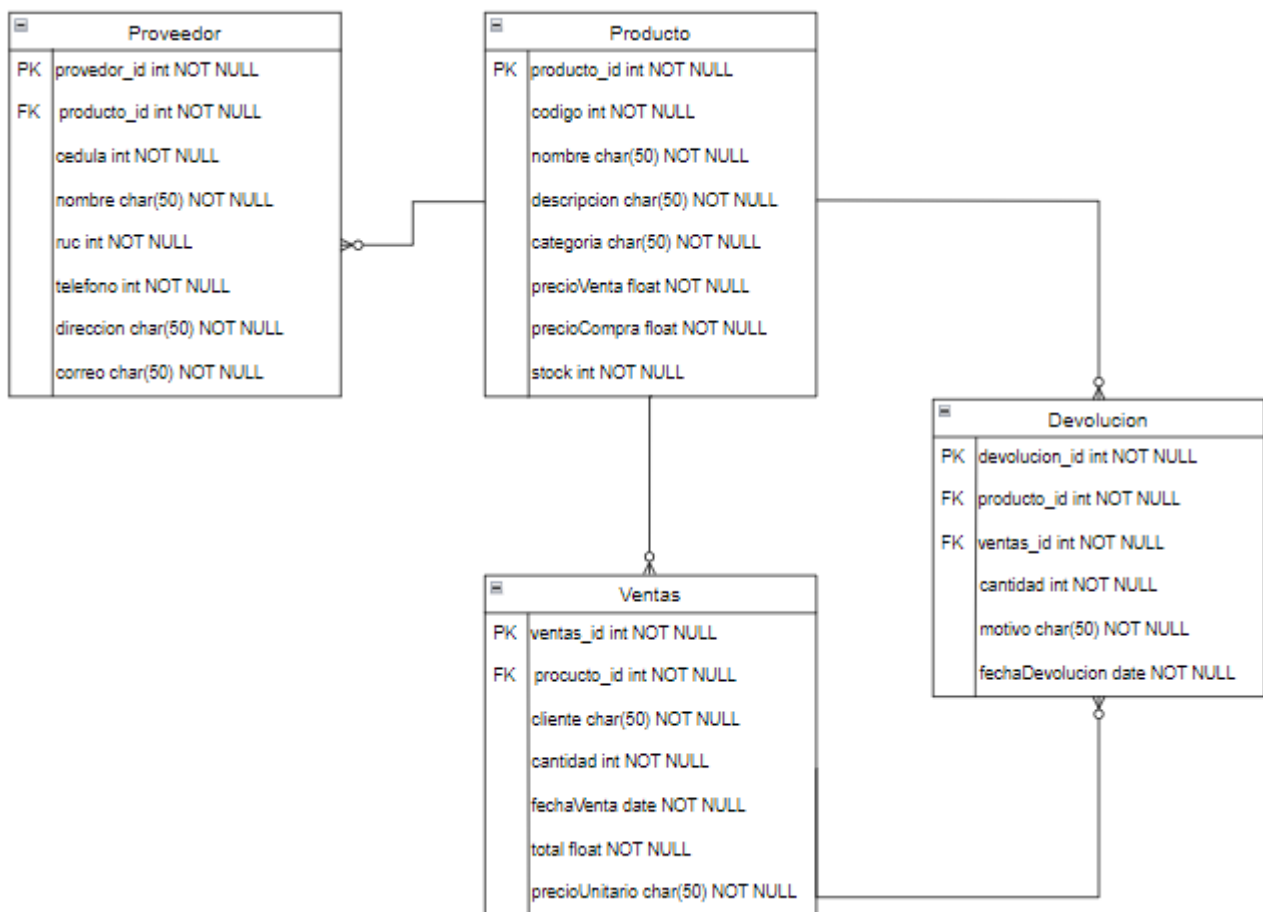 Proveedor
PK provedor_id int NOT NULL
FK producto_id int NOT NULL
cedula int NOT NULL
nombre char(50) NOT NULL
ruc int NOT NULL
telefono int NOT NULL
direccion char(50) NOT NULL
correo char(50) NOT NULL
Producto
PK producto_id int NOT NULL
codigo int NOT NULL
nombre char(50) NOT NULL
descripcion char(50) NOT NULL
categoria char(50) NOT NULL
precioVenta float NOT NULL
precioCompra float NOT NULL
stock int NOT NULL
Devolucion
PK devolucion_id int NOT NULL
FK producto_id int NOT NULL
FK ventas_id int NOT NULL
cantidad int NOT NULL
motivo char(50) NOT NULL
fechaDevolucion date NOT NULL
Ventas
PK ventas_id int NOT NULL
FK procucto_id int NOT NULL
cliente char(50) NOT NULL
cantidad int NOT NULL
fechaVenta date NOT NULL
total float NOT NULL
precioUnitario char(50) NOT NULL